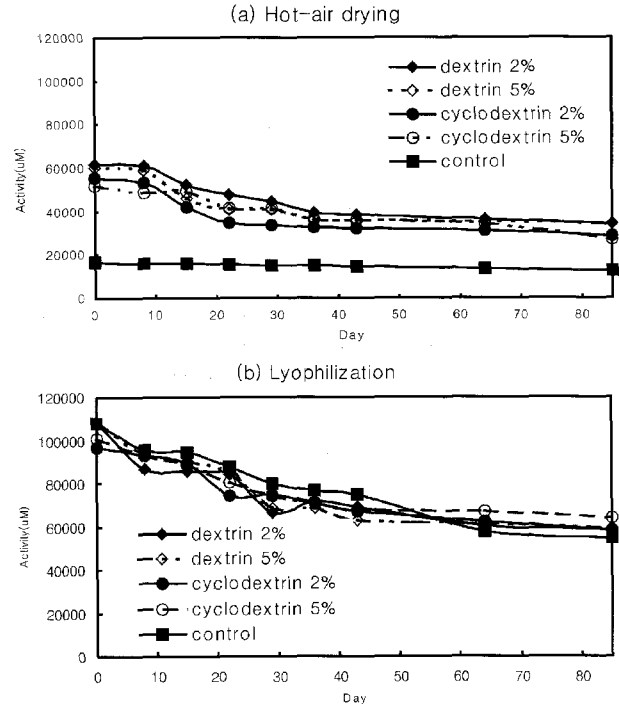 (a) Hot-air drying
120000
100000
80000
60000
40000
20000
0
Activity(uM)
dextrin 2%
dextrin 5%
cyclodextrin 2%
cyclodextrin 5%
control
0 10 20 30 40 50 60 70 80
Day
(b) Lyophilization
120000
100000
80000
60000
40000
20000
0
Activity(uM)
dextrin 2%
dextrin 5%
cyclodextrin 2%
cyclodextrin 5%
control
0 10 20 30 40 50 60 70 80
Day